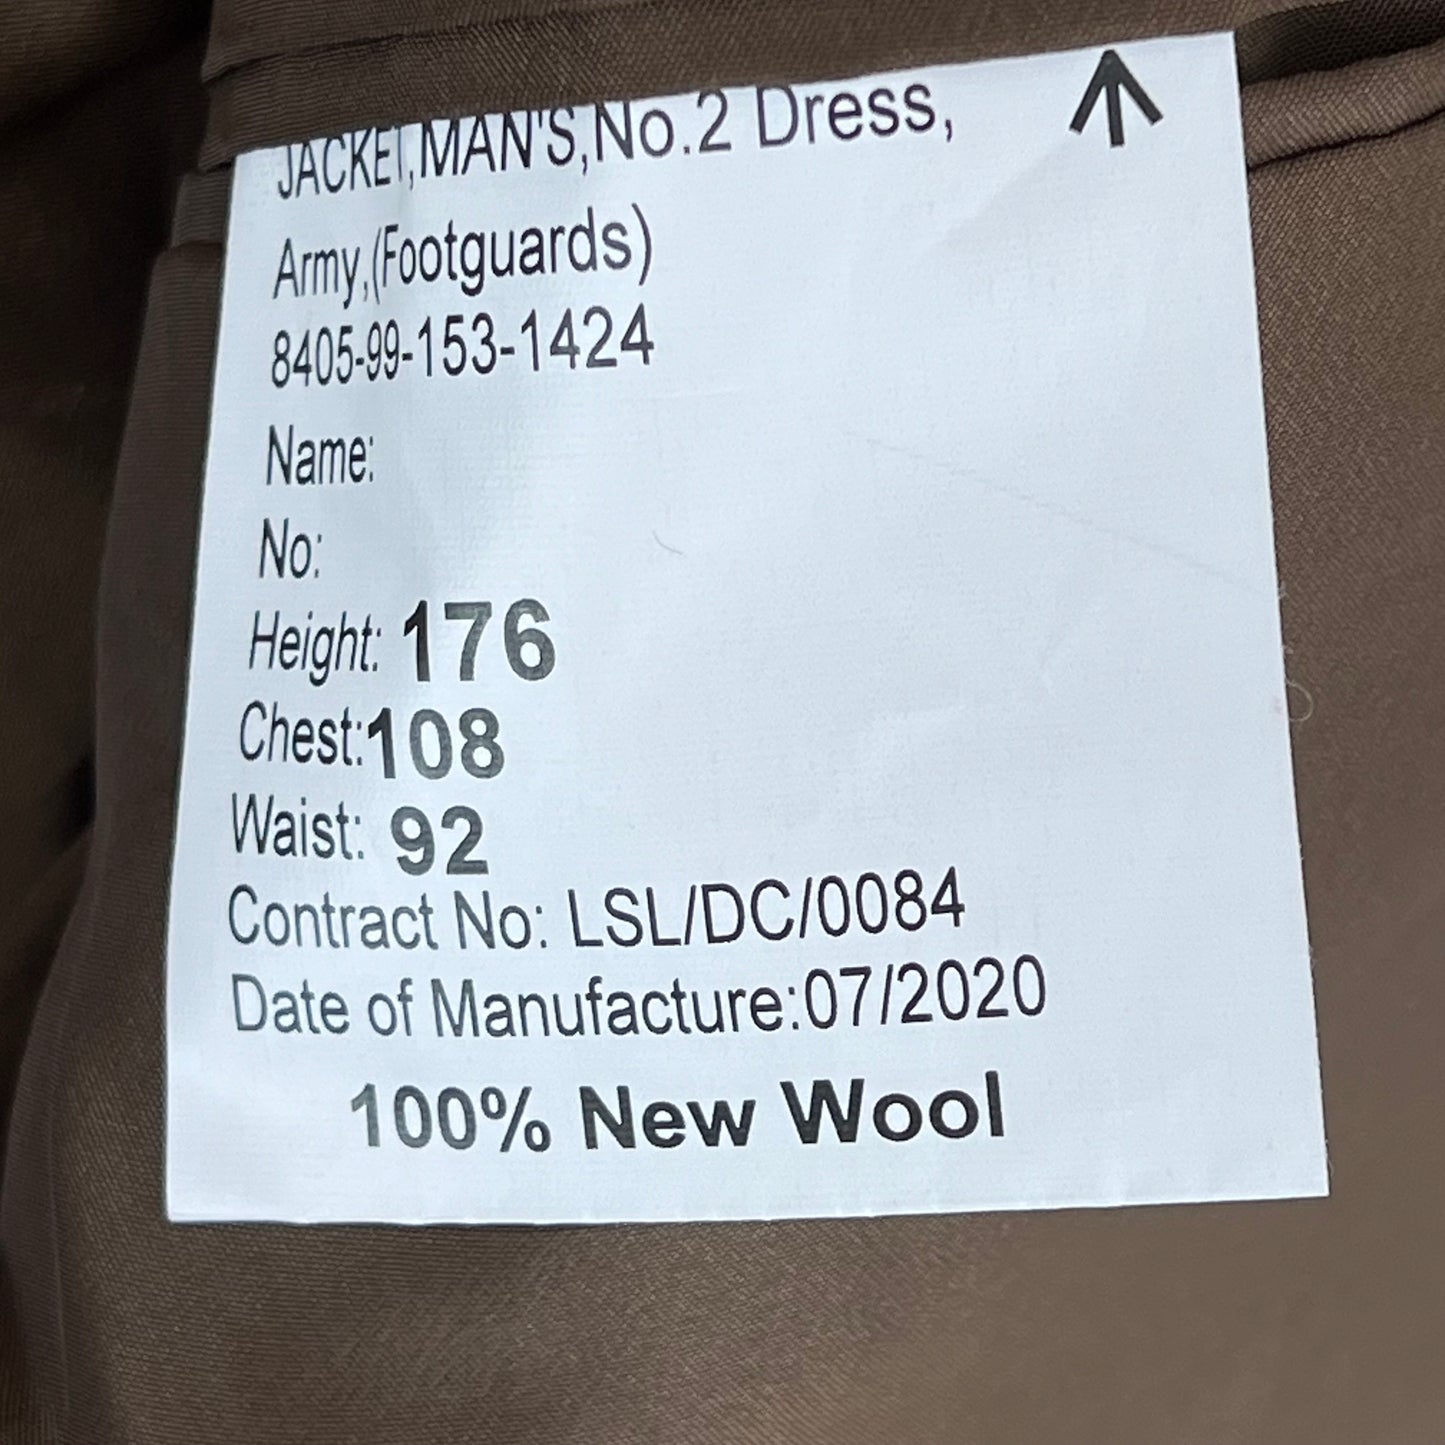 JACKET,MAN'S,No.2 Dress,
Army,(Footguards)
8405-99-153-1424
Name:
No:
Height: 176
Chest:108
Waist: 92
Contract No: LSL/DC/0084
Date of Manufacture:07/2020
100% New Wool